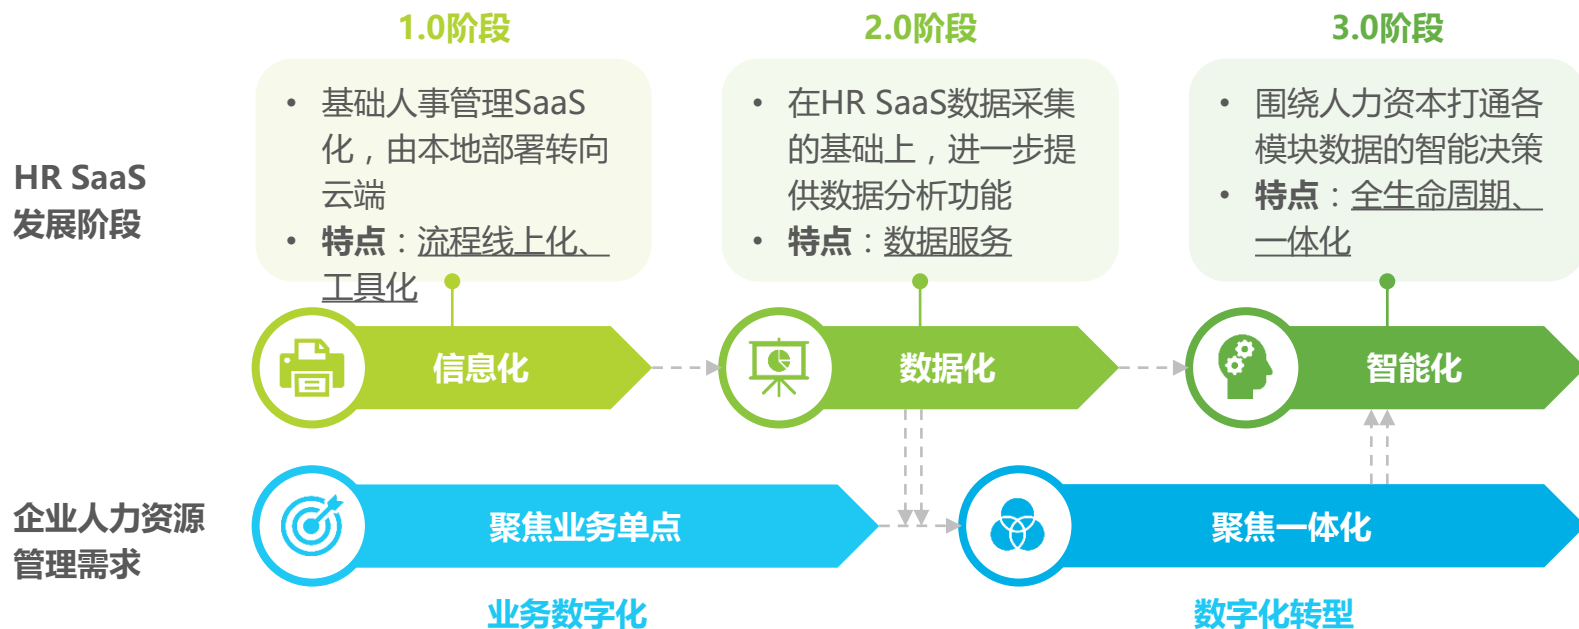 1.0阶段
2.0阶段
3.0阶段
HR SaaS
发展阶段
• 基础人事管理SaaS
化，由本地部署转向
云端
• 特点：流程线上化、
工具化
• 在HR SaaS数据采集
的基础上，进一步提
供数据分析功能
• 特点：数据服务
• 围绕人力资本打通各
模块数据的智能决策
• 特点：全生命周期、
一体化
信息化
数据化
智能化
企业人力资源
管理需求
聚焦业务单点
聚焦一体化
业务数字化
数字化转型